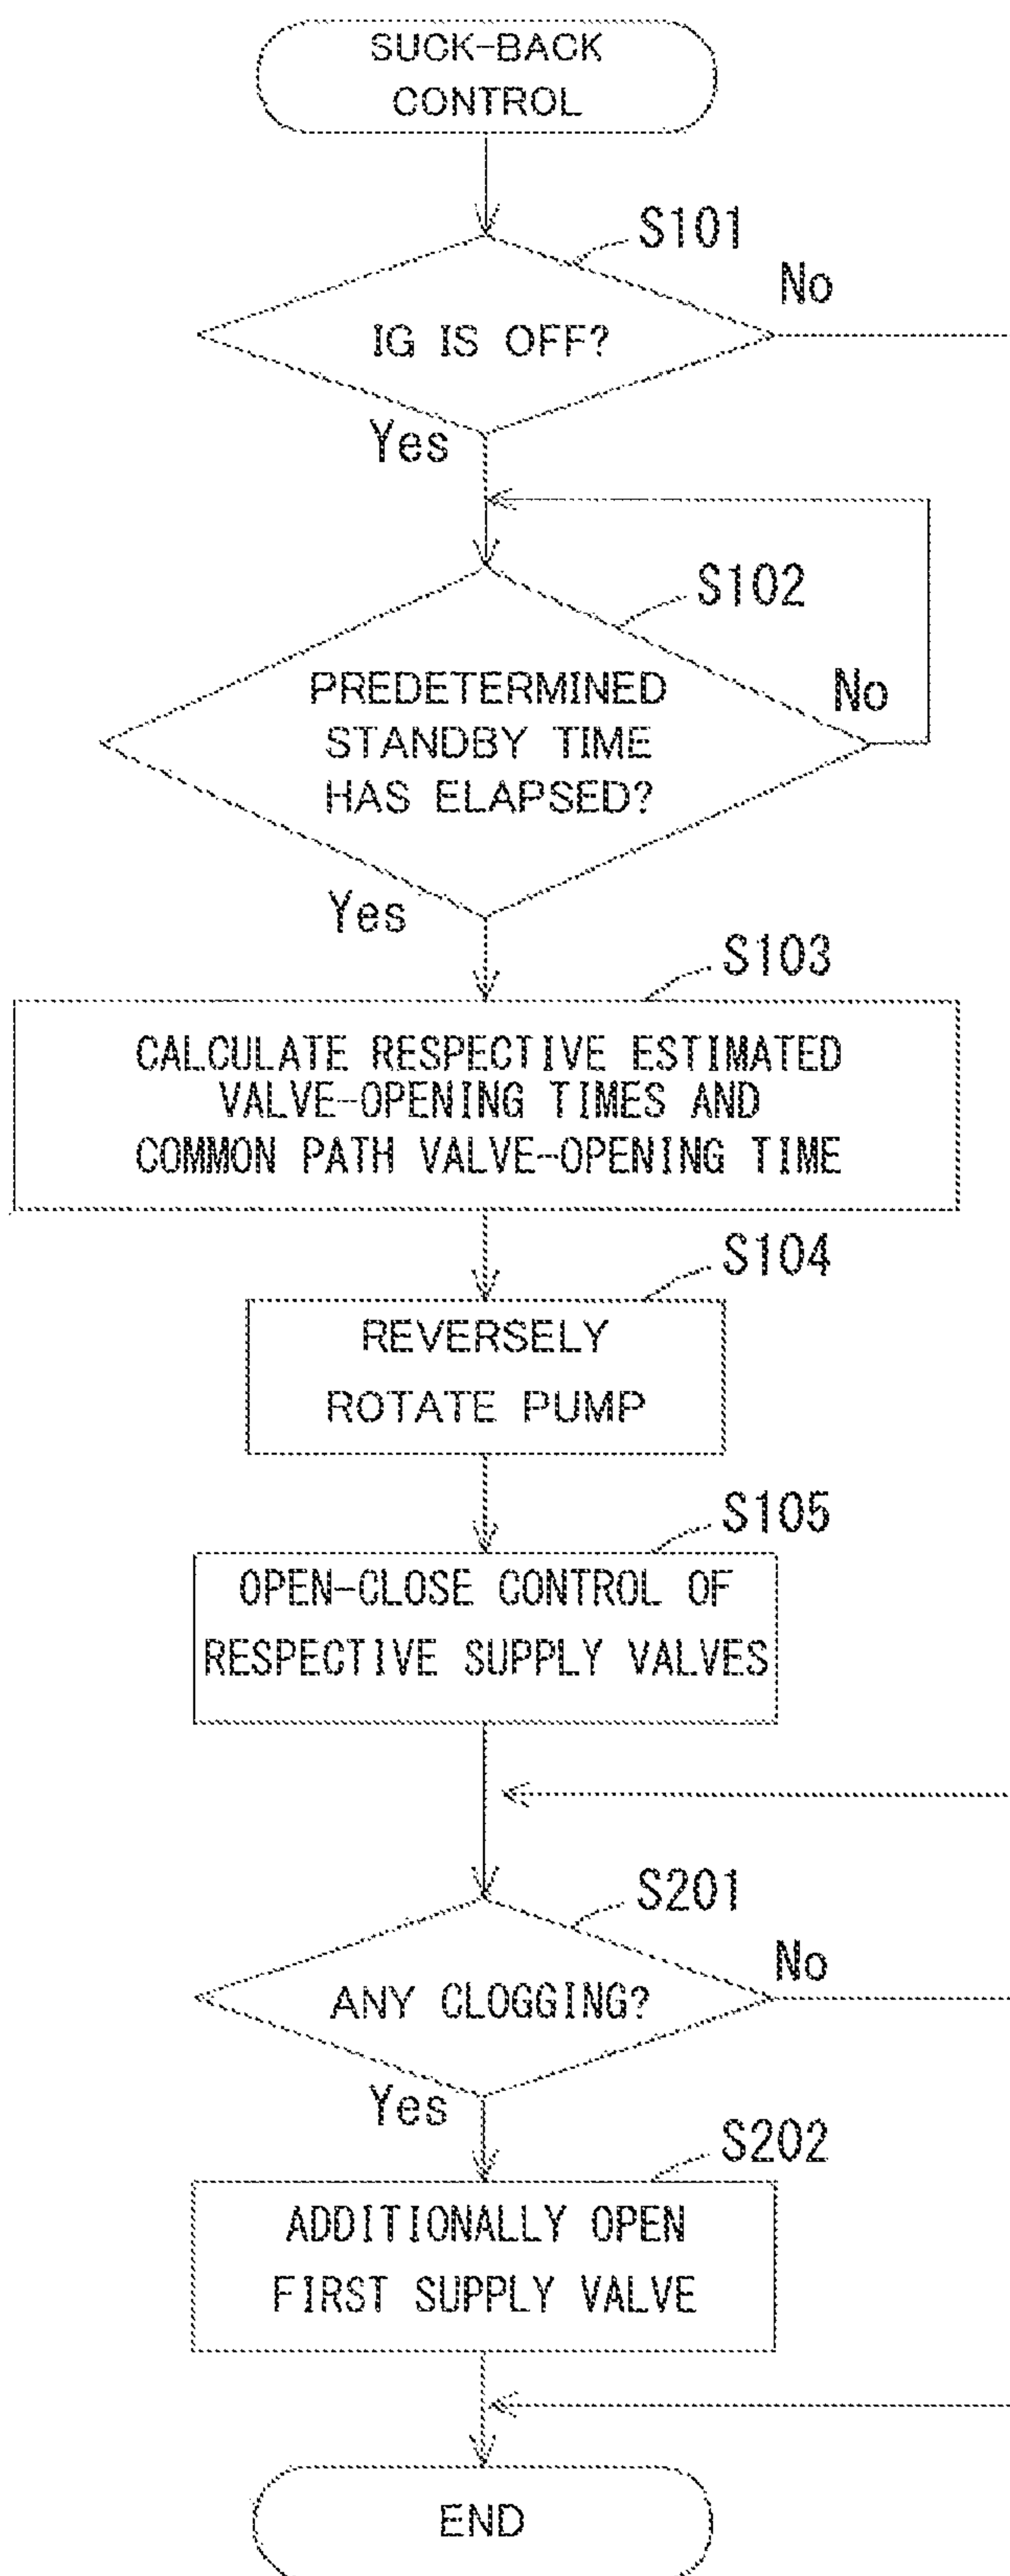 SUCK-BACK
CONTROL
S101
No
IG IS OFF?
Yes
S102
PREDETERMINED
STANDBY TIME
HAS ELAPSED?
No
Yes
S103
CALCULATE RESPECTIVE ESTIMATED
VALVE-OPENING TIMES AND
COMMON PATH VALVE-OPENING TIME
S104
REVERSELY
ROTATE PUMP
S105
OPEN-CLOSE CONTROL OF
RESPECTIVE SUPPLY VALVES
S201
No
ANY CLOGGING?
Yes
S202
ADDITIONALLY OPEN
FIRST SUPPLY VALVE
END